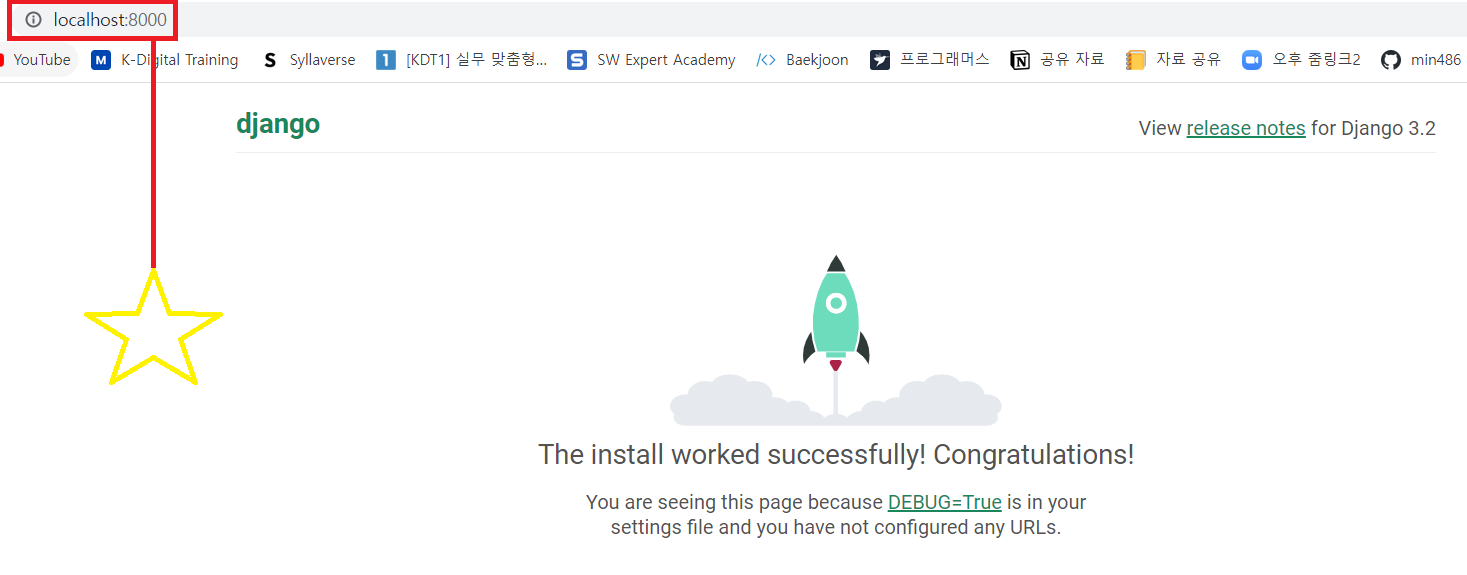 localhost:8000
YouTube M K-Digital Training S Syllaverse 1 [KDT1] 실무 맞춤형... S SW Expert Academy </> Baekjoon 프로그래머스 N 공유 자료 자료 공유 오후 줌링크2 min486
django View release notes for Django 3.2
The install worked successfully! Congratulations!
You are seeing this page because DEBUG=True is in your
settings file and you have not configured any URLs.